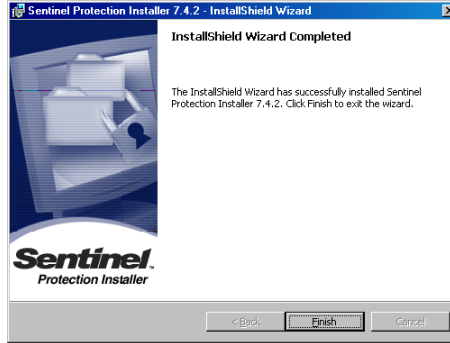 Sentinel Protection Installer 7.4.2 - InstallShield Wizard
InstallShield Wizard Completed
The InstallShield Wizard has successfully installed Sentinel
Protection Installer 7.4.2. Click Finish to exit the wizard.
Sentinel
Protection Installer
< Back Finish Cancel